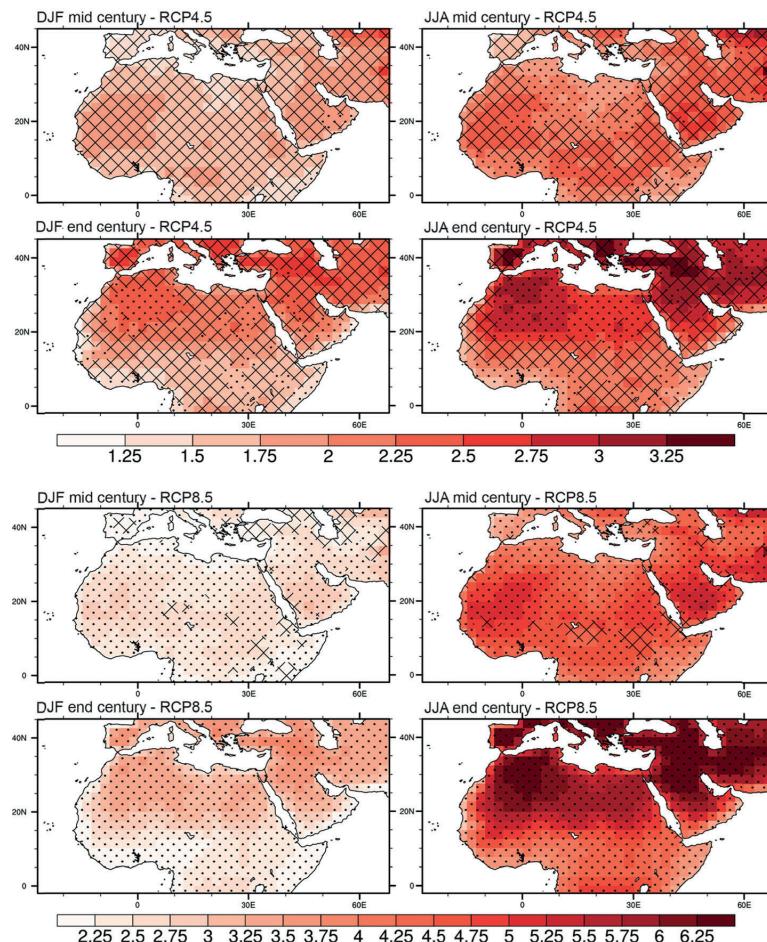 DJF mid century - RCP4.5
JJA mid century - RCP4.5
40N
20N
0
0 30E 60E
40N
20N
0
0 30E 60E
DJF end century - RCP4.5
JJA end century - RCP4.5
40N
20N
0
0 30E 60E
40N
20N
0
0 30E 60E
1.25 1.5 1.75 2 2.25 2.5 2.75 3 3.25
DJF mid century - RCP8.5
JJA mid century - RCP8.5
40N
20N
0
0 30E 60E
40N
20N
0
0 30E 60E
DJF end century - RCP8.5
JJA end century - RCP8.5
40N
20N
0
0 30E 60E
40N
20N
0
0 30E 60E
2.25 2.5 2.75 3 3.25 3.5 3.75 4 4.25 4.5 4.75 5 5.25 5.5 5.75 6 6.25